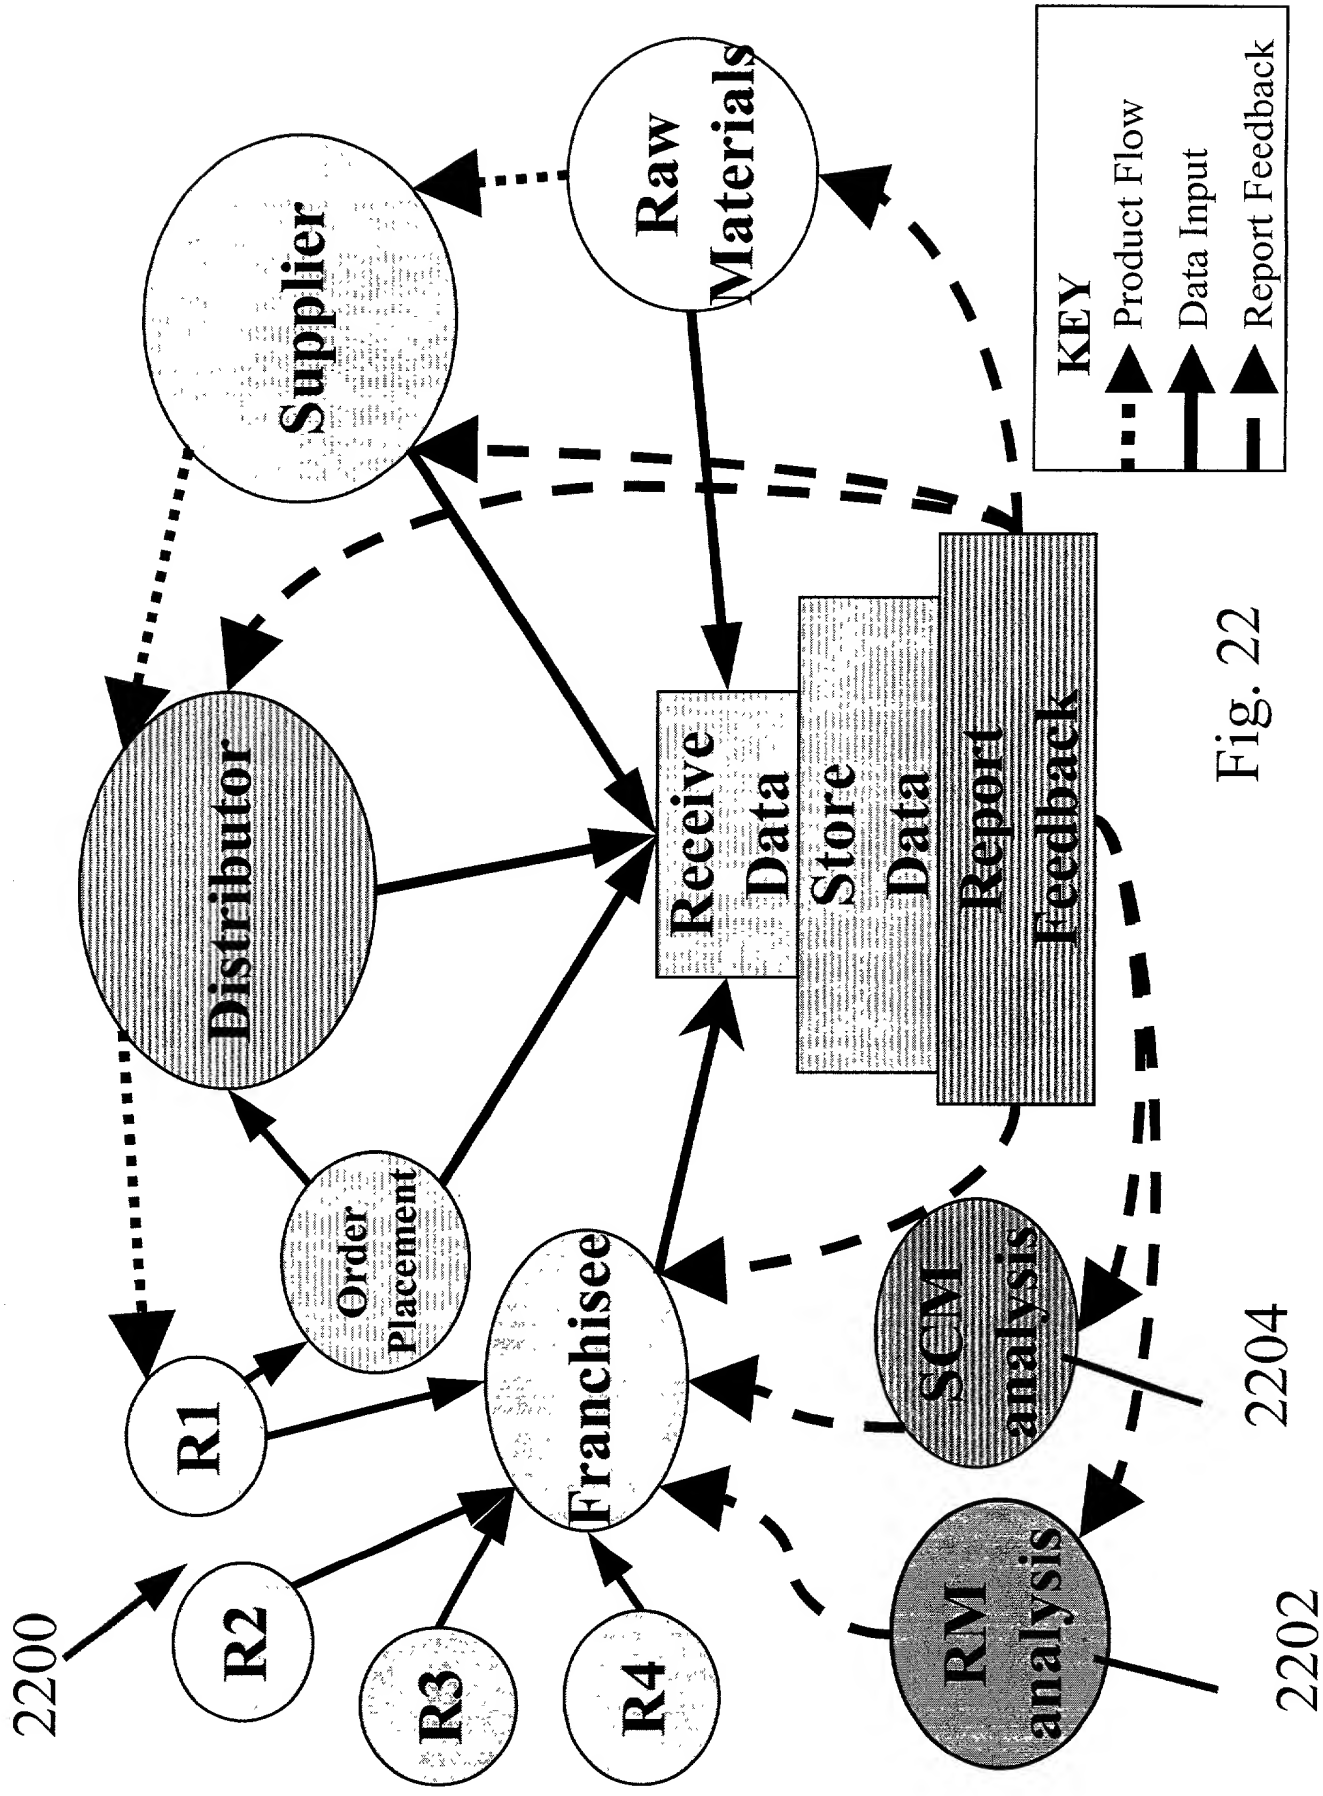 2200
R1
R2
R3
R4
Order
Placement
Distributor
Supplier
Raw
Materials
Franchisee
Receive
Data
Store
Data
Report
Feedback
SCM
analysis
RM
analysis
2202
2204
KEY
Product Flow
Data Input
Report Feedback
Fig. 22